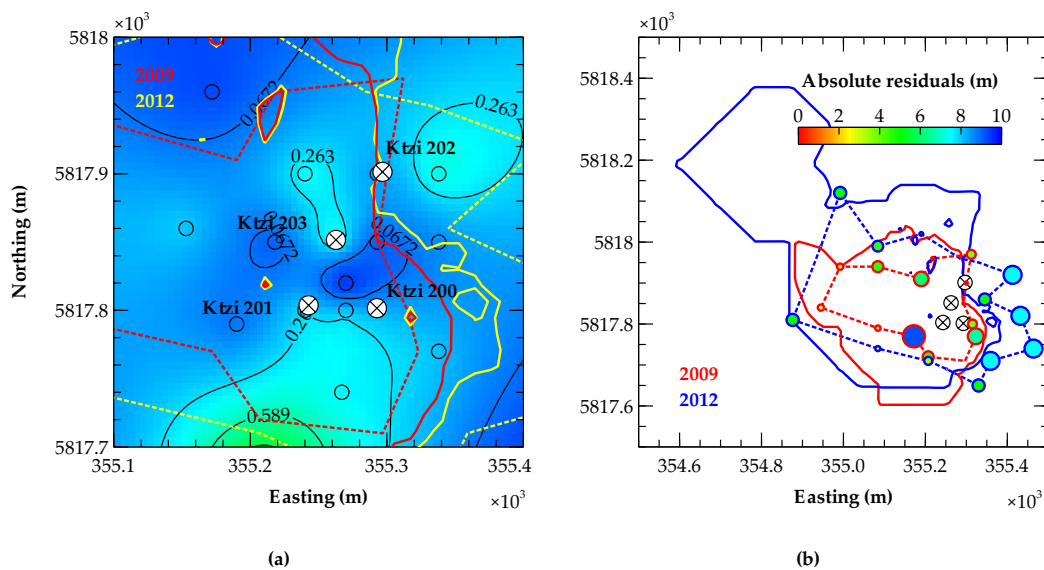 ×10³
5818
5817.9
5817.8
5817.7
Northing (m)
2009
2012
0.0672
0.263
0.263
Ktzi 202
Ktzi 203
0.0672
0.0672
Ktzi 201
Ktzi 200
0.589
355.1
355.2
355.3
355.4
Easting (m)
×10³
(a)
×10³
5818.4
5818.2
5818
5817.8
5817.6
Absolute residuals (m)
0 2 4 6 8 10
2009
2012
354.6 354.8 355 355.2 355.4
Easting (m)
×10³
(b)